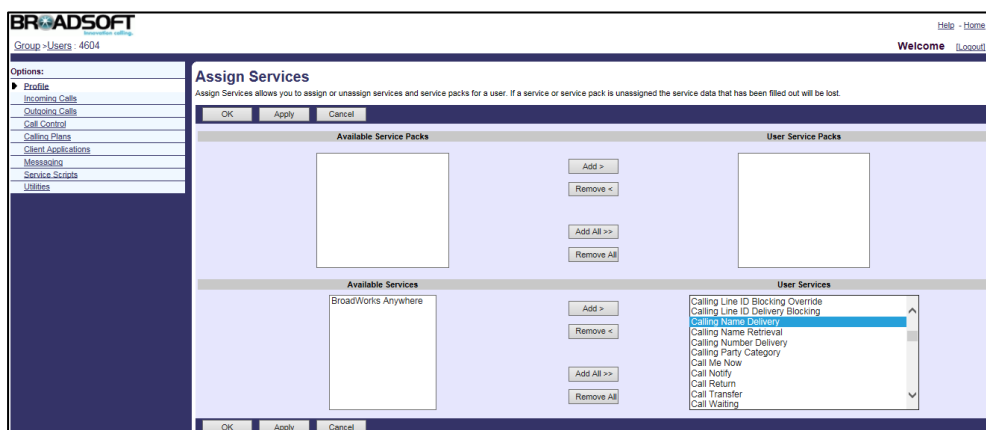 BROADSOFT
innovation calling.
Help - Home
Group >Users : 4604
Welcome [Logout]
Options:
Profile
Incoming Calls
Outgoing Calls
Call Control
Calling Plans
Client Applications
Messaging
Service Scripts
Utilities
Assign Services
Assign Services allows you to assign or unassign services and service packs for a user. If a service or service pack is unassigned the service data that has been filled out will be lost.
OK Apply Cancel
Available Service Packs User Service Packs
Add >
Remove <
Add All >>
Remove All
Available Services User Services
BroadWorks Anywhere
Add >
Remove <
Add All >>
Remove All
Calling Line ID Blocking Override
Calling Line ID Delivery Blocking
Calling Name Delivery
Calling Name Retrieval
Calling Number Delivery
Calling Party Category
Call Me Now
Call Notify
Call Return
Call Transfer
Call Waiting
OK Apply Cancel